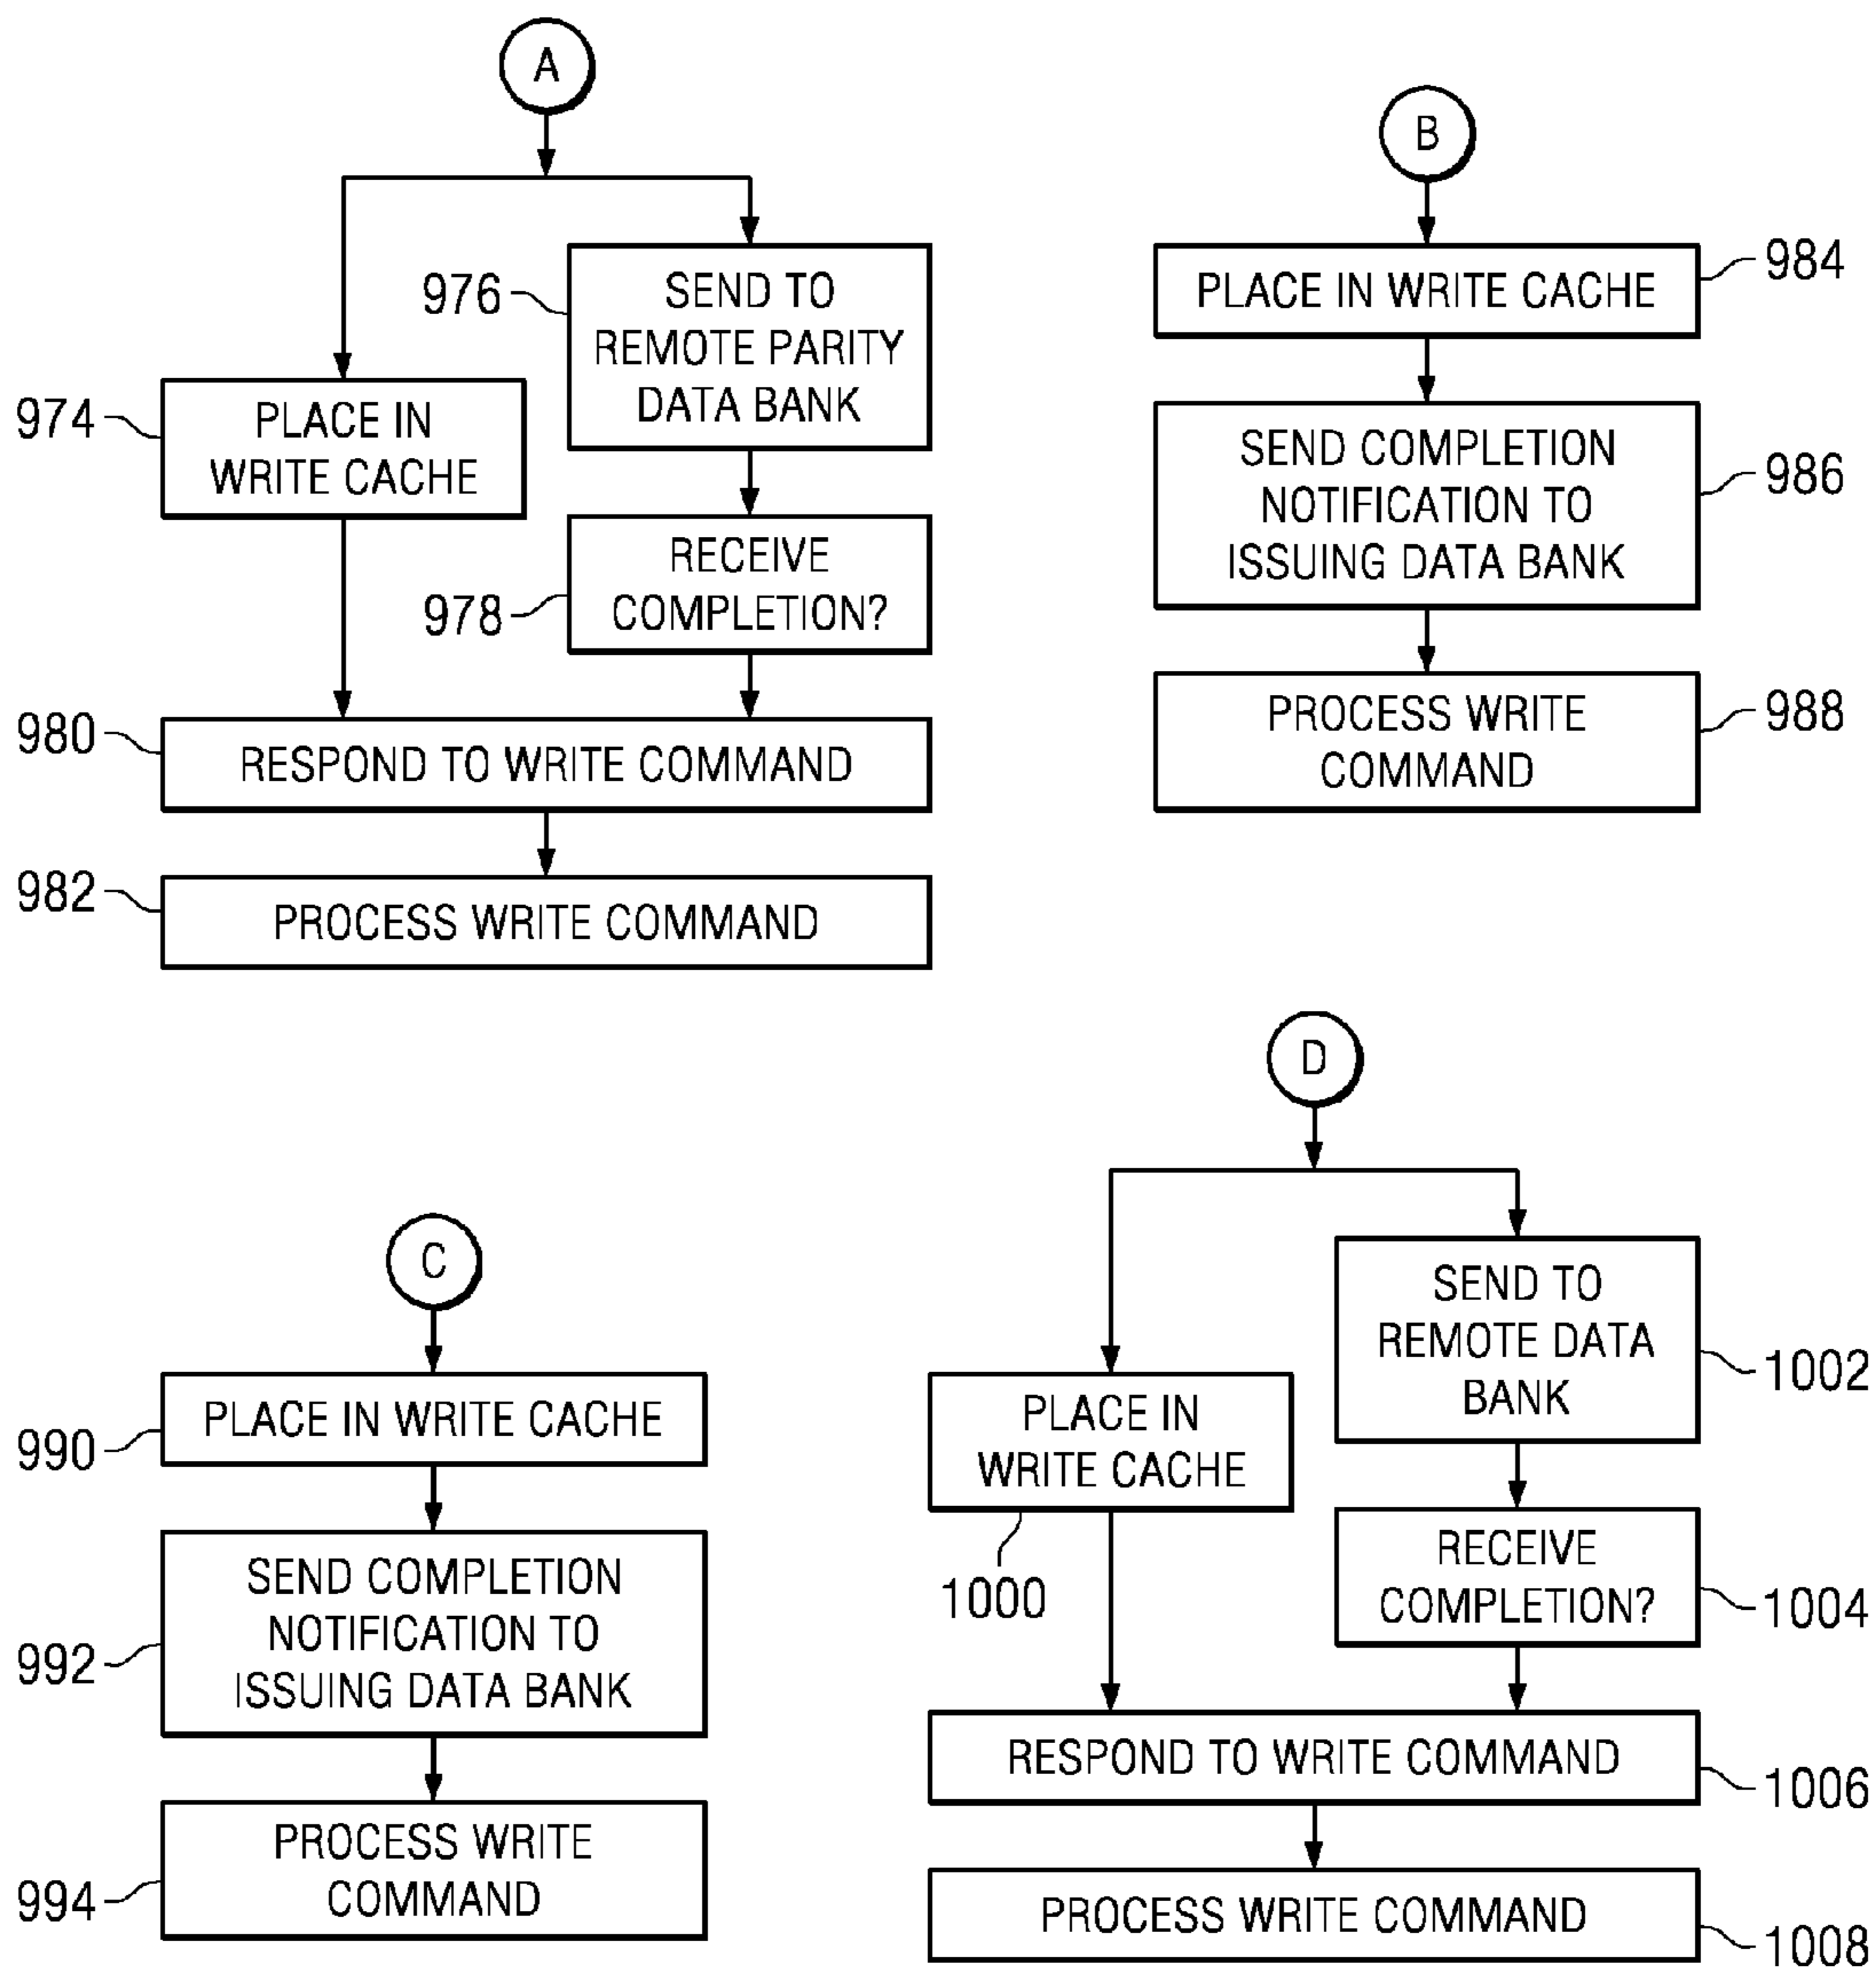 A
976
SEND TO
REMOTE PARITY
DATA BANK
974
PLACE IN
WRITE CACHE
978
RECEIVE
COMPLETION?
980
RESPOND TO WRITE COMMAND
982
PROCESS WRITE COMMAND
B
PLACE IN WRITE CACHE
984
SEND COMPLETION
NOTIFICATION TO
ISSUING DATA BANK
986
PROCESS WRITE
COMMAND
988
C
990
PLACE IN WRITE CACHE
992
SEND COMPLETION
NOTIFICATION TO
ISSUING DATA BANK
994
PROCESS WRITE
COMMAND
D
SEND TO
REMOTE DATA
BANK
1002
PLACE IN
WRITE CACHE
1000
RECEIVE
COMPLETION?
1004
RESPOND TO WRITE COMMAND
1006
PROCESS WRITE COMMAND
1008